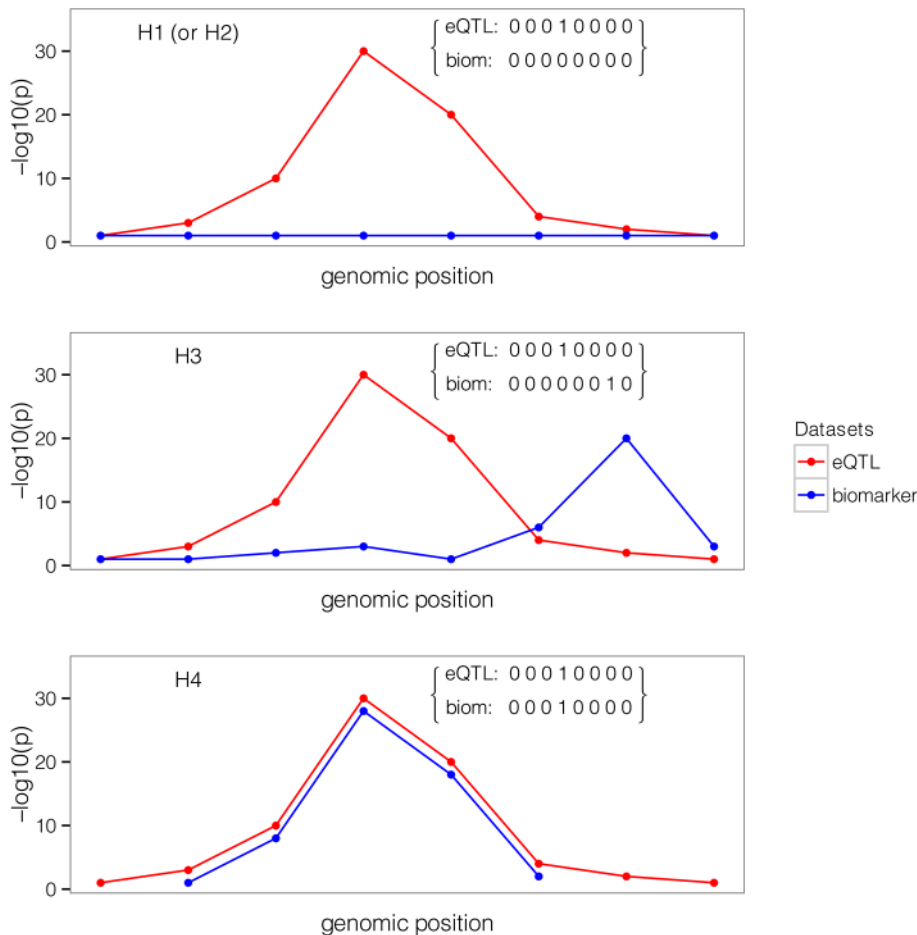 H1 (or H2)
eQTL: 0 0 0 1 0 0 0 0
biom: 0 0 0 0 0 0 0 0
30
20
10
0
−log10(p)
genomic position
H3
eQTL: 0 0 0 1 0 0 0 0
biom: 0 0 0 0 0 0 1 0
30
20
10
0
−log10(p)
genomic position
Datasets
eQTL
biomarker
H4
eQTL: 0 0 0 1 0 0 0 0
biom: 0 0 0 1 0 0 0 0
30
20
10
0
−log10(p)
genomic position